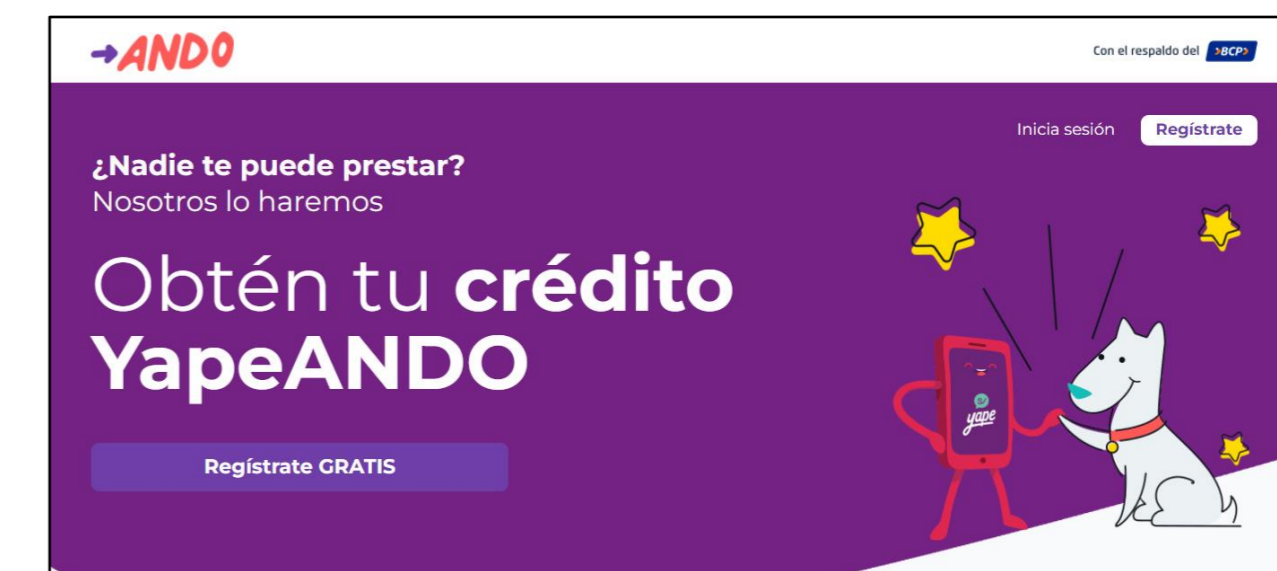 ANDO
Con el respaldo del BCP
Inicia sesión
Regístrate
¿Nadie te puede prestar?
Nosotros lo haremos
Obtén tu crédito
YapeANDO
Regístrate GRATIS
S/
yape